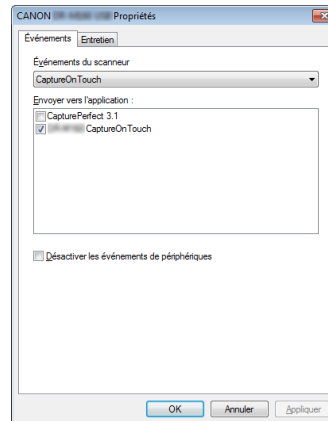 CANON Propriétés
Événements Entretien
Événements du scanneur
CaptureOnTouch
Envoyer vers l'application :
CapturePerfect 3.1
CaptureOnTouch
Désactiver les événements de périphériques
OK Annuler Appliquer